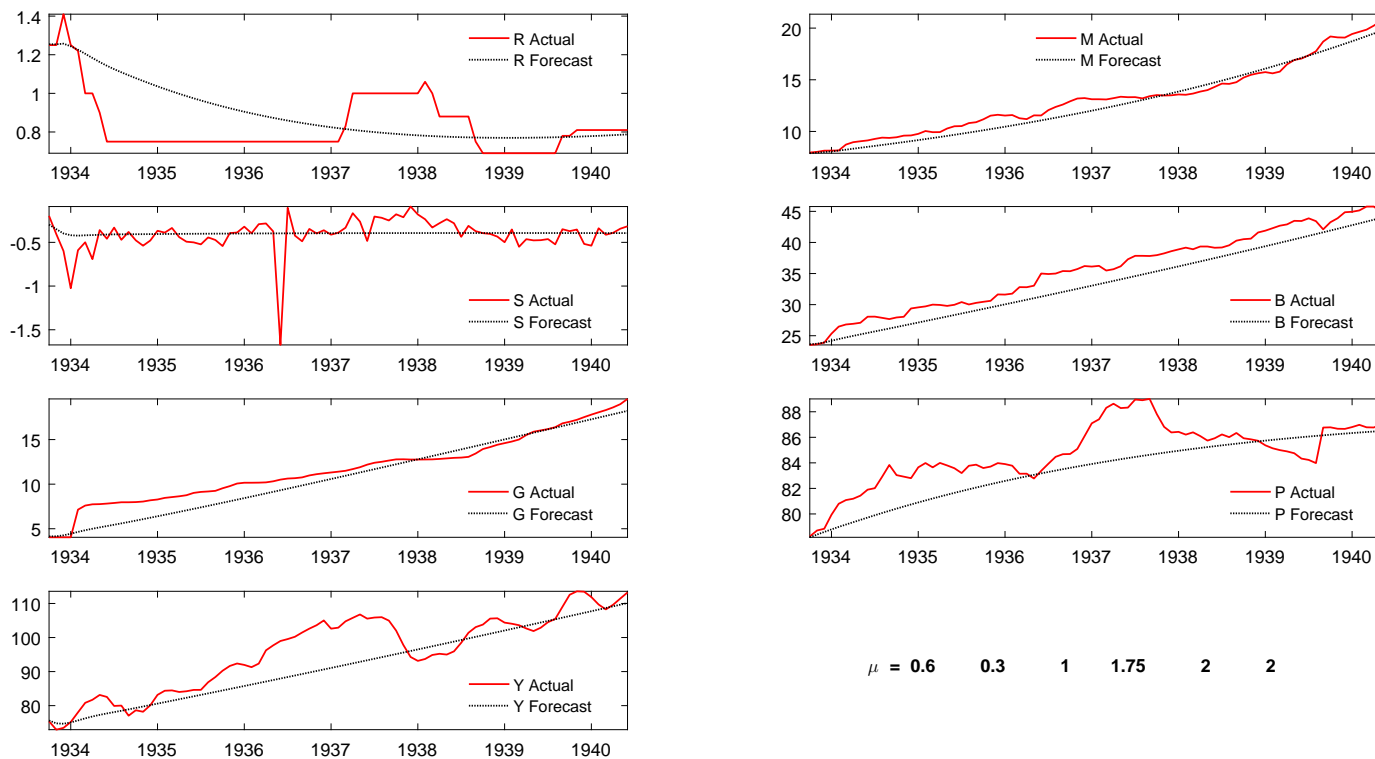 1.4
1.2
1
0.8
R Actual
R Forecast
1934 1935 1936 1937 1938 1939 1940
20
15
10
M Actual
M Forecast
1934 1935 1936 1937 1938 1939 1940
-0.5
-1
-1.5
S Actual
S Forecast
1934 1935 1936 1937 1938 1939 1940
45
40
35
30
25
B Actual
B Forecast
1934 1935 1936 1937 1938 1939 1940
15
10
5
G Actual
G Forecast
1934 1935 1936 1937 1938 1939 1940
88
86
84
82
80
P Actual
P Forecast
1934 1935 1936 1937 1938 1939 1940
110
100
90
80
Y Actual
Y Forecast
1934 1935 1936 1937 1938 1939 1940
μ = 0.6 0.3 1 1.75 2 2